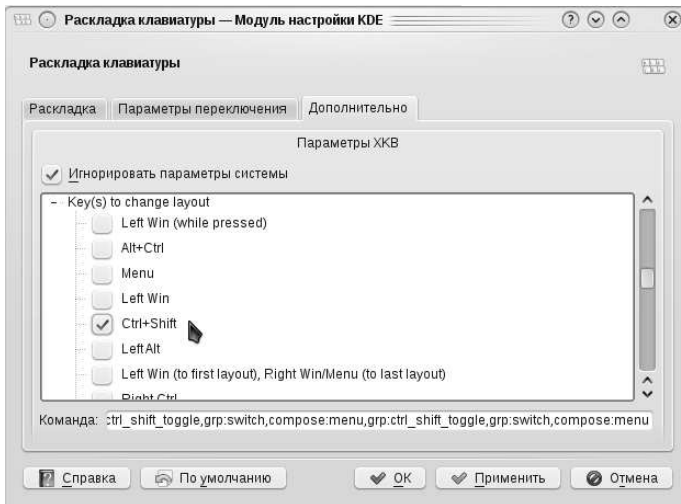 Раскладка клавиатуры — Модуль настройки KDE
Раскладка клавиатуры
Раскладка Параметры переключения Дополнительно
Параметры XKB
Игнорировать параметры системы
Key(s) to change layout
Left Win (while pressed)
Alt+Ctrl
Menu
Left Win
Ctrl+Shift
Left Alt
Left Win (to first layout), Right Win/Menu (to last layout)
Right Ctrl
Команда: ctrl_shift_toggle,grp:switch,compose:menu,grp:ctrl_shift_toggle,grp:switch,compose:menu
Справка По умолчанию OK Применить Отмена